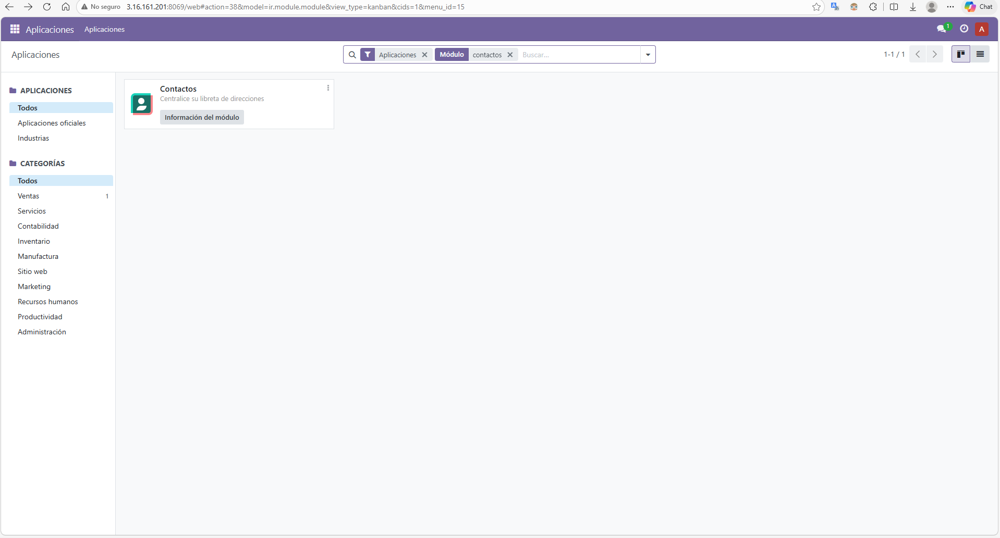 No seguro 3.16.161.201:8069/web#action=38&model=ir.module.module&view_type=kanban&cids=1&menu_id=15
Chat
Aplicaciones Aplicaciones
1
A
Aplicaciones
Aplicaciones
Módulo contactos
Buscar...
1-1 / 1
APLICACIONES
Todos
Aplicaciones oficiales
Industrias
CATEGORÍAS
Todos
Ventas 1
Servicios
Contabilidad
Inventario
Manufactura
Sitio web
Marketing
Recursos humanos
Productividad
Administración
Contactos
Centralice su libreta de direcciones
Información del módulo